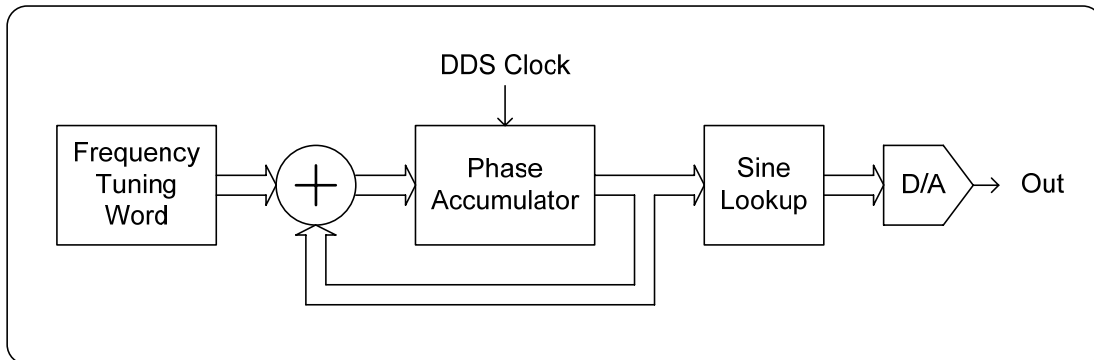 DDS Clock
Frequency
Tuning
Word
Phase
Accumulator
Sine
Lookup
D/A
Out